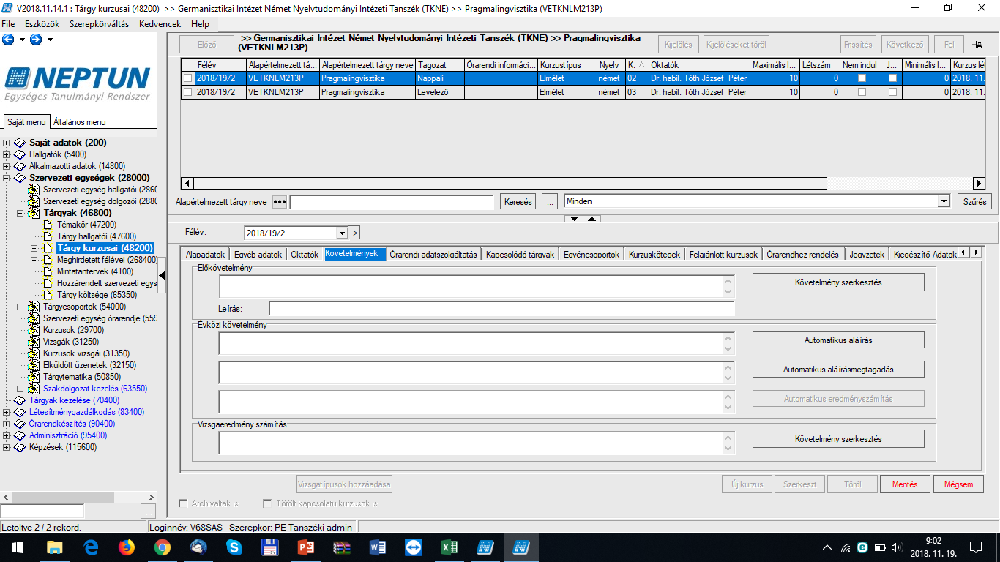 V2018.11.14.1 : Tárgy kurzusai (48200)  >> Germanisztikai Intézet Német Nyelvtudományi Intézeti Tanszék (TKNE) >> Pragmalingvisztika (VETKNLM213P)
File Eszközök Szerepkörváltás Kedvencek Help
NEPTUN
Egységes Tanulmányi Rendszer
Saját menü Általános menü
Saját adatok (200)
Hallgatók (5400)
Alkalmazotti adatok (14800)
Szervezeti egységek (28000)
Szervezeti egység hallgatói (2860
Szervezeti egység dolgozói (2880
Tárgyak (46800)
Témakör (47200)
Tárgy hallgatói (47600)
Tárgy kurzusai (48200)
Meghirdetett félévei (268400)
Mintatantervek (4100)
Hozzárendelt szervezeti egys
Tárgy költsége (65350)
Tárgycsoportok (54000)
Szervezeti egység órarendje (559
Kurzusok (29700)
Vizsgák (31250)
Kurzusok vizsgái (31350)
Elküldött üzenetek (32150)
Tárgytematika (50850)
Szakdolgozat kezelés (63550)
Tárgyak kezelése (70400)
Létesítménygazdálkodás (83400)
Órarendkészítés (90400)
Adminisztráció (95400)
Képzések (115600)
...
Letöltve 2 / 2 rekord.
Előző
>> Germanisztikai Intézet Német Nyelvtudományi Intézeti Tanszék (TKNE) >> Pragmalingvisztika
(VETKNLM213P)
Kijelölés Kijelöléseket töröl Frissítés Következő Fel
Félév Alapértelmezett tá... Alapértelmezett tárgy neve Tagozat Órarendi informáci... Kurzustípus Nyelv K. Oktatók Maximális l... Létszám Nem indul J... Minimális l... Kurzus lét
2018/19/2 VETKNLM213P Pragmalingvisztika Nappali Elmélet német 02 Dr. habil. Tóth József Péter 10 0 0 2018. 11.
2018/19/2 VETKNLM213P Pragmalingvisztika Levelező Elmélet német 03 Dr. habil. Tóth József Péter 10 0 0 2018. 11.
Alapértelmezett tárgy neve Keresés ... Minden Szűrés
Félév: 2018/19/2 ->
Alapadatok Egyéb adatok Oktatók Követelmények Órarendi adatszolgáltatás Kapcsolódó tárgyak Egyéncsoportok Kurzuskötegek Felajánlott kurzusok Órarendhez rendelés Jegyzetek Kiegészítő Adatok
Előkövetelmény
Követelmény szerkesztés
Leírás:
Évközi követelmény
Automatikus aláírás
Automatikus aláírásmegtagadás
Automatikus eredményszámítás
Vizsgaeredmény számítás
Követelmény szerkesztés
Vizsgatípusok hozzáadása Új kurzus Szerkeszt Töröl Mentés Mégsem
Archiváltak is Törölt kapcsolatú kurzusok is
Loginnév: V68SAS Szerepkör: PE Tanszéki admin
9:02
2018. 11. 19.